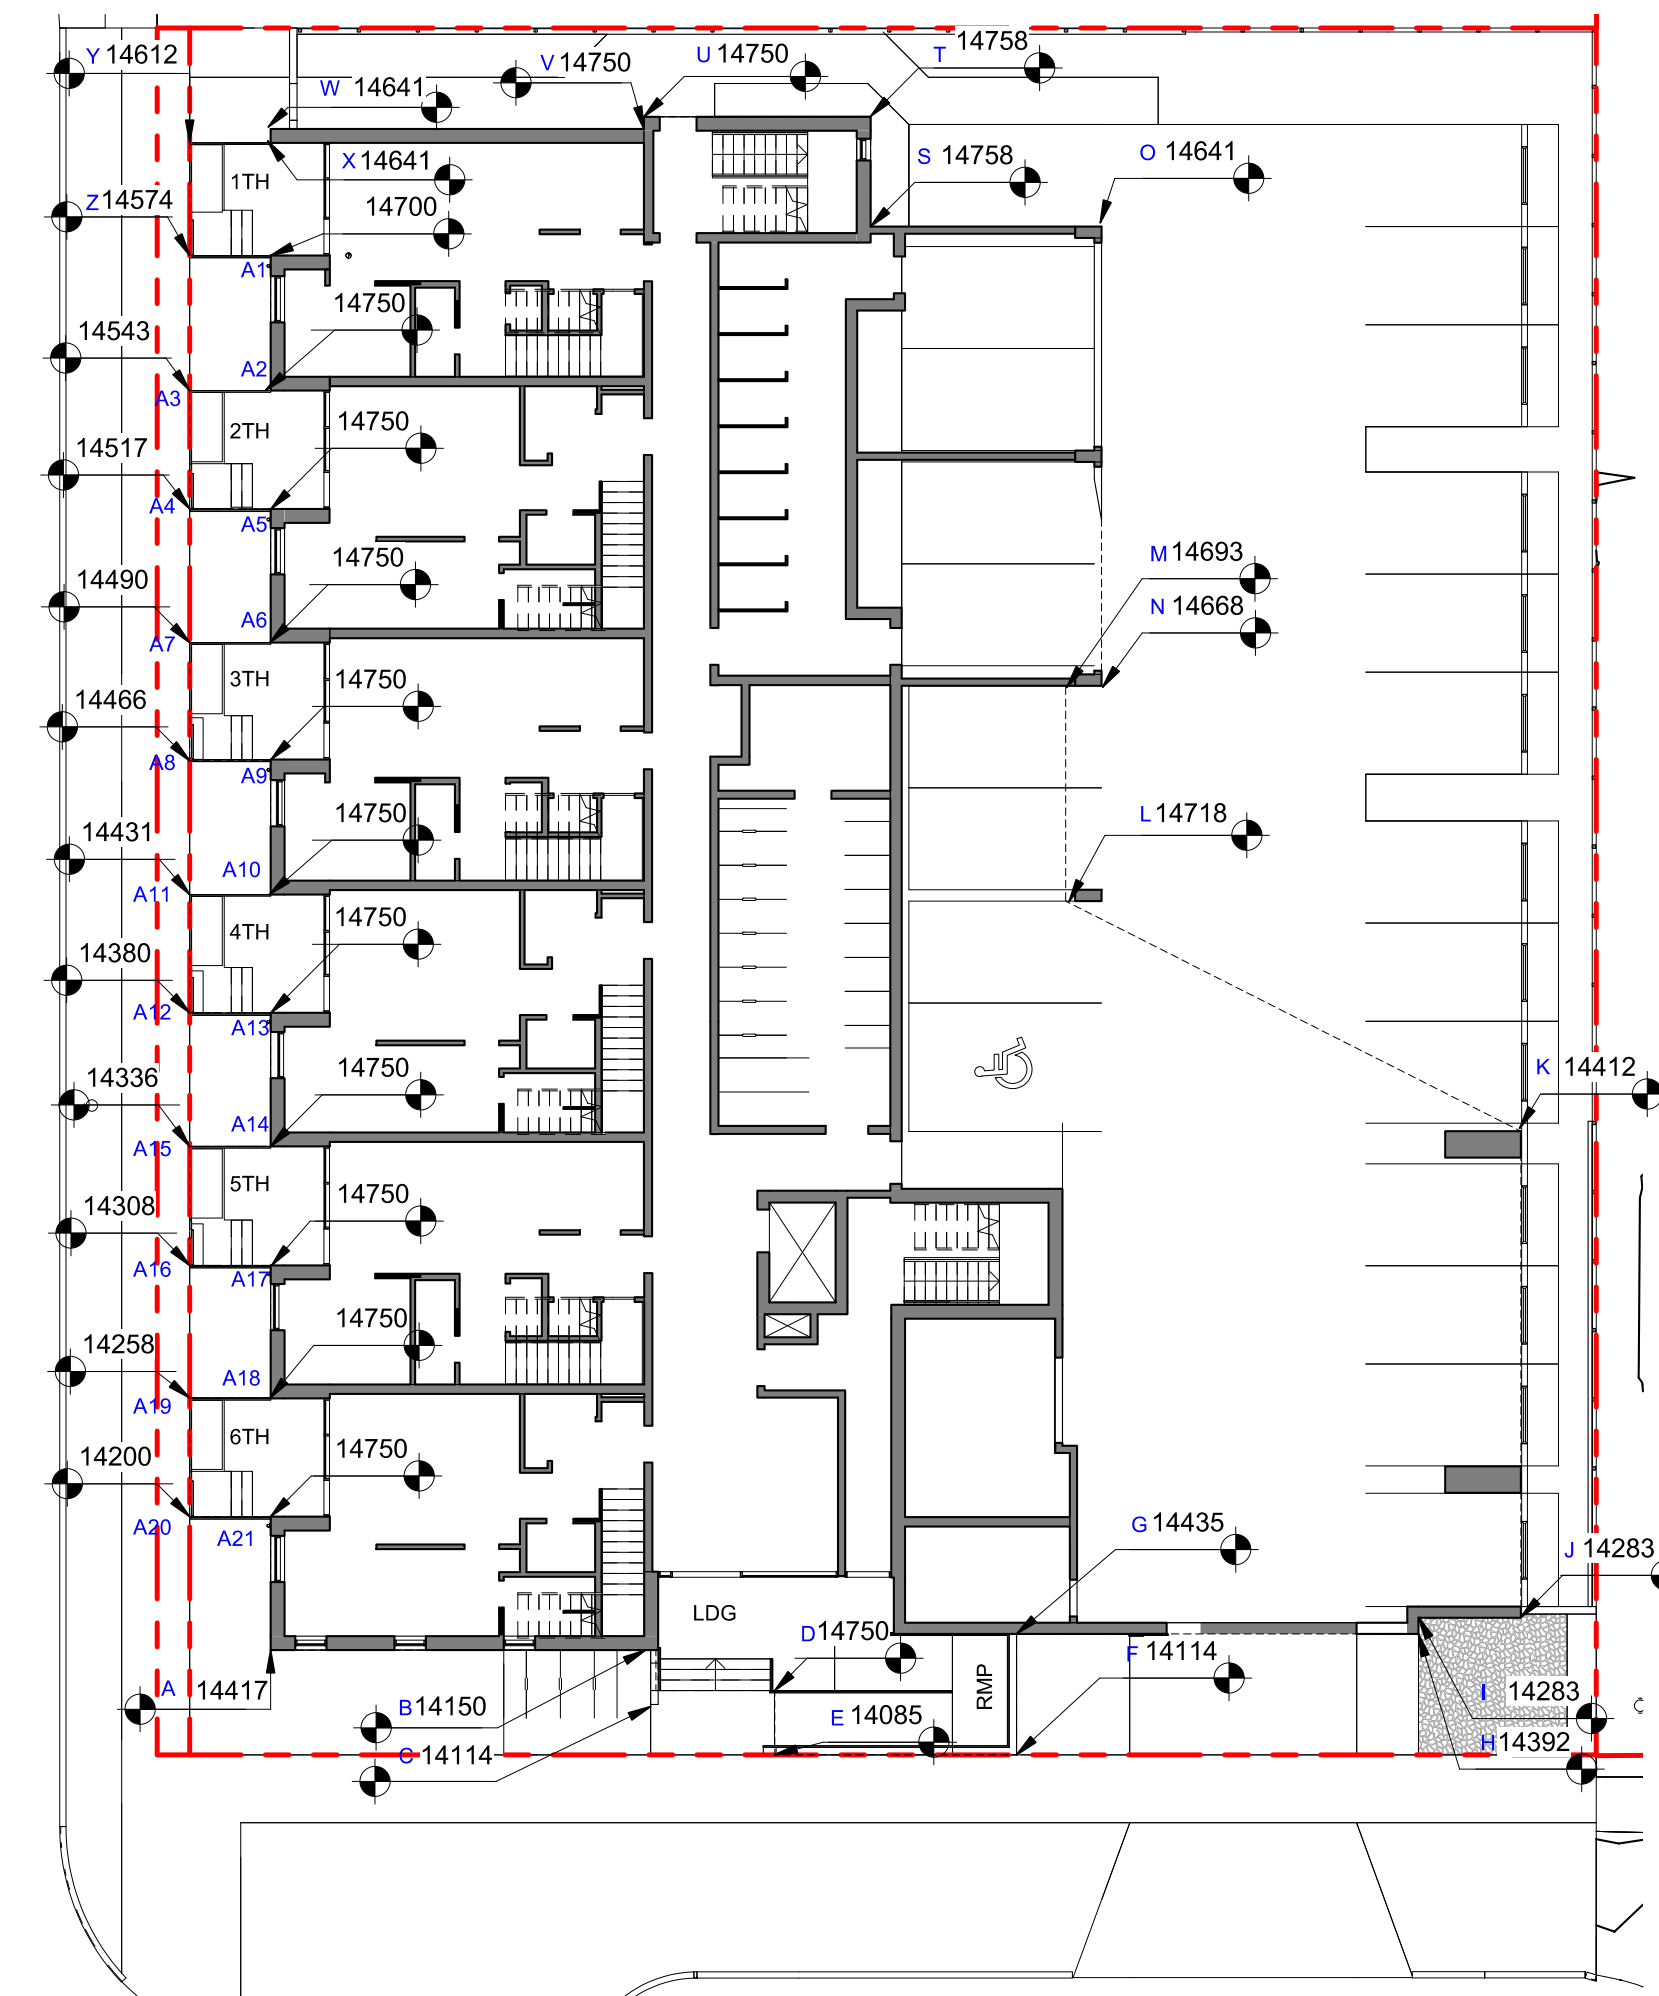 Y 14612
W 14641
V 14750
U 14750
T 14758
X 14641
1TH
S 14758
O 14641
Z 14574
14700
A1
14750
14543
A2
A3
14750
2TH
14517
A4
A5
14750
M 14693
14490
N 14668
A6
A7
14750
3TH
14466
A8
A9
14750
L 14718
14431
A10
A11
14750
4TH
14380
A12
A13
14750
K 14412
14336
A14
A15
14750
5TH
14308
A16
A17
14750
14258
A18
A19
14750
6TH
14200
A20
A21
G 14435
J 14283
LDG
D 14750
F 14114
RMP
A 14417
B 14150
E 14085
I 14283
C 14114
H 14392